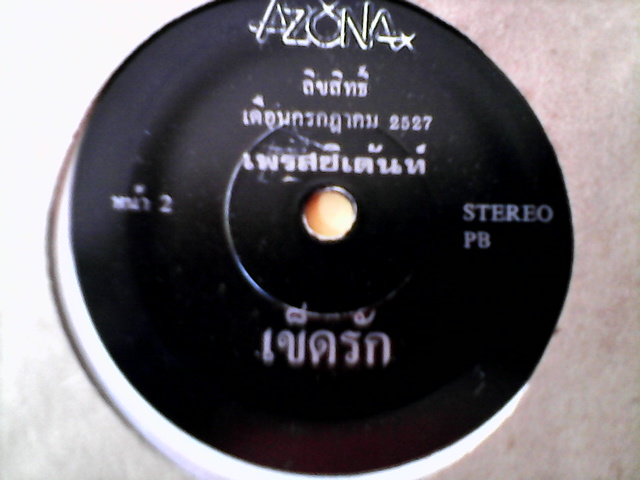 AZONA
ลิขสิทธิ์
เดือนกรกฎาคม 2527
เพรสซิเด้นท์
หน้า 2
STEREO
PB
เข็ดรัก